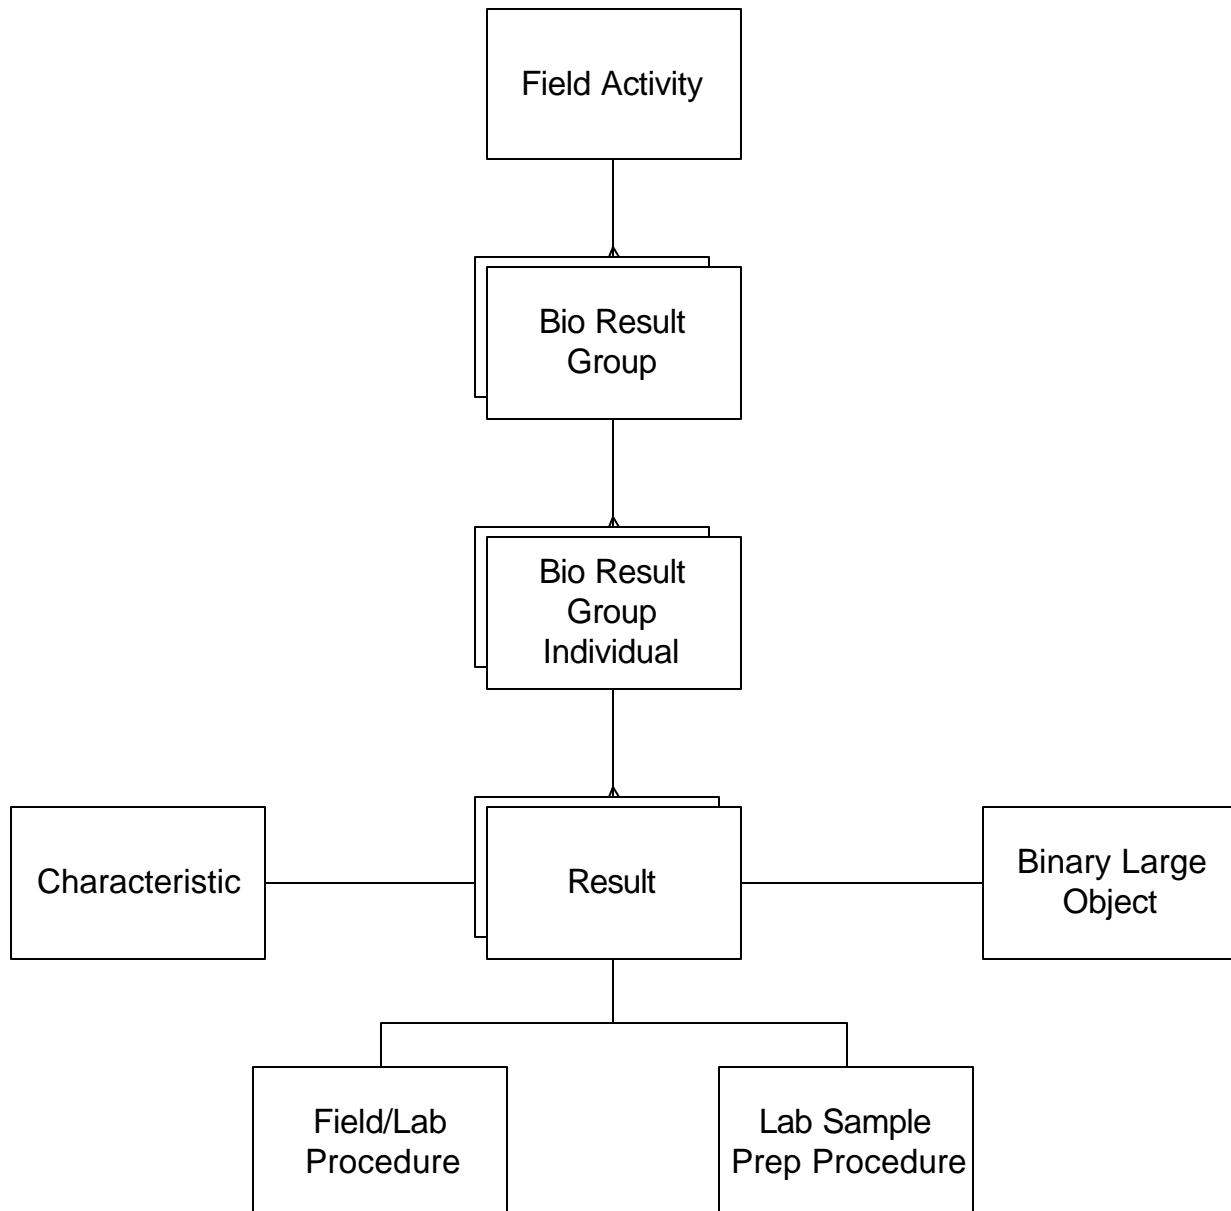 Field Activity
Bio Result
Group
Bio Result
Group
Individual
Characteristic
Result
Binary Large
Object
Field/Lab
Procedure
Lab Sample
Prep Procedure